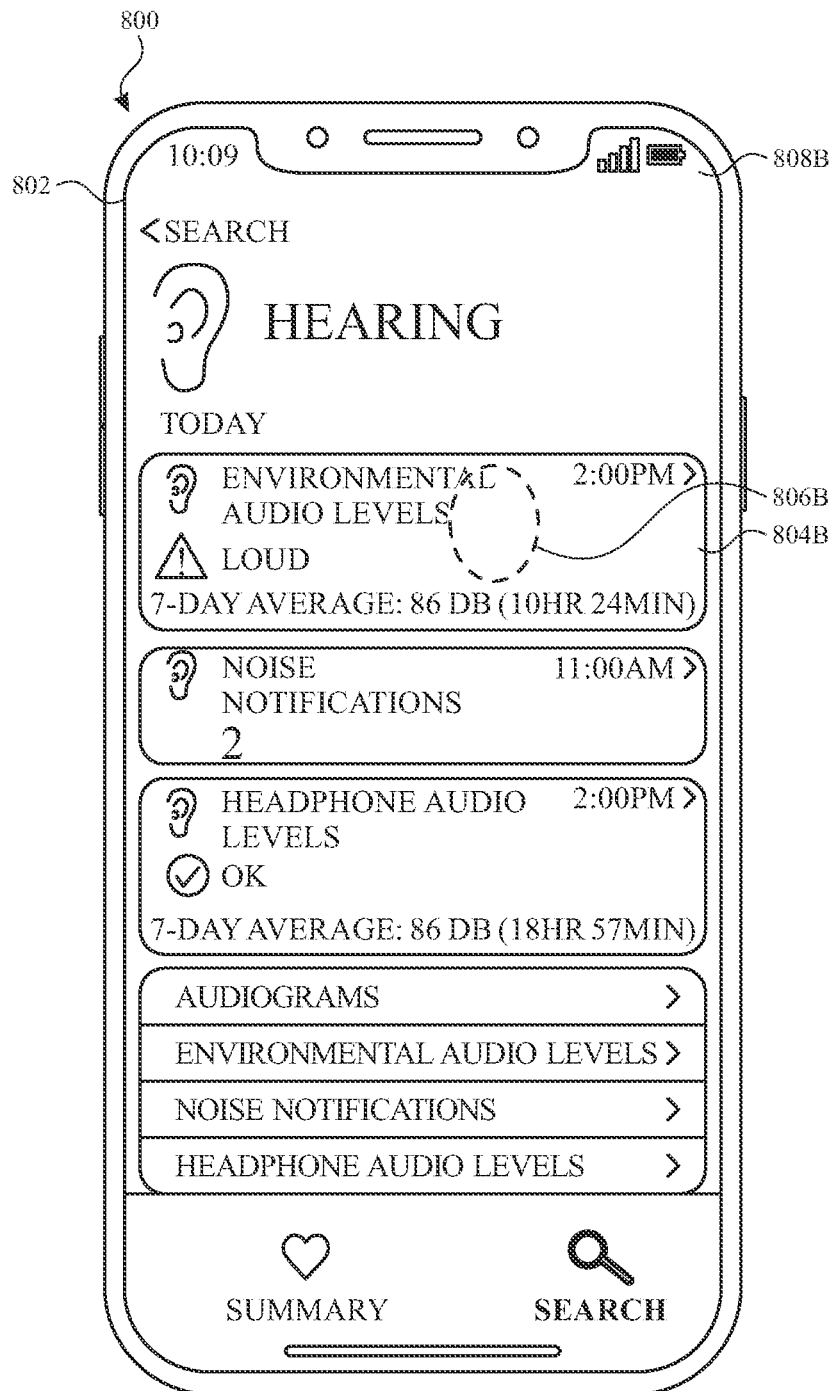 800
10:09
808B
802
<SEARCH
HEARING
TODAY
ENVIRONMENTAL 2:00PM >
AUDIO LEVELS
806B
804B
LOUD
7-DAY AVERAGE: 86 DB (10HR 24MIN)
NOISE 11:00AM >
NOTIFICATIONS
2
HEADPHONE AUDIO 2:00PM >
LEVELS
OK
7-DAY AVERAGE: 86 DB (18HR 57MIN)
AUDIOGRAMS >
ENVIRONMENTAL AUDIO LEVELS >
NOISE NOTIFICATIONS >
HEADPHONE AUDIO LEVELS >
SUMMARY SEARCH